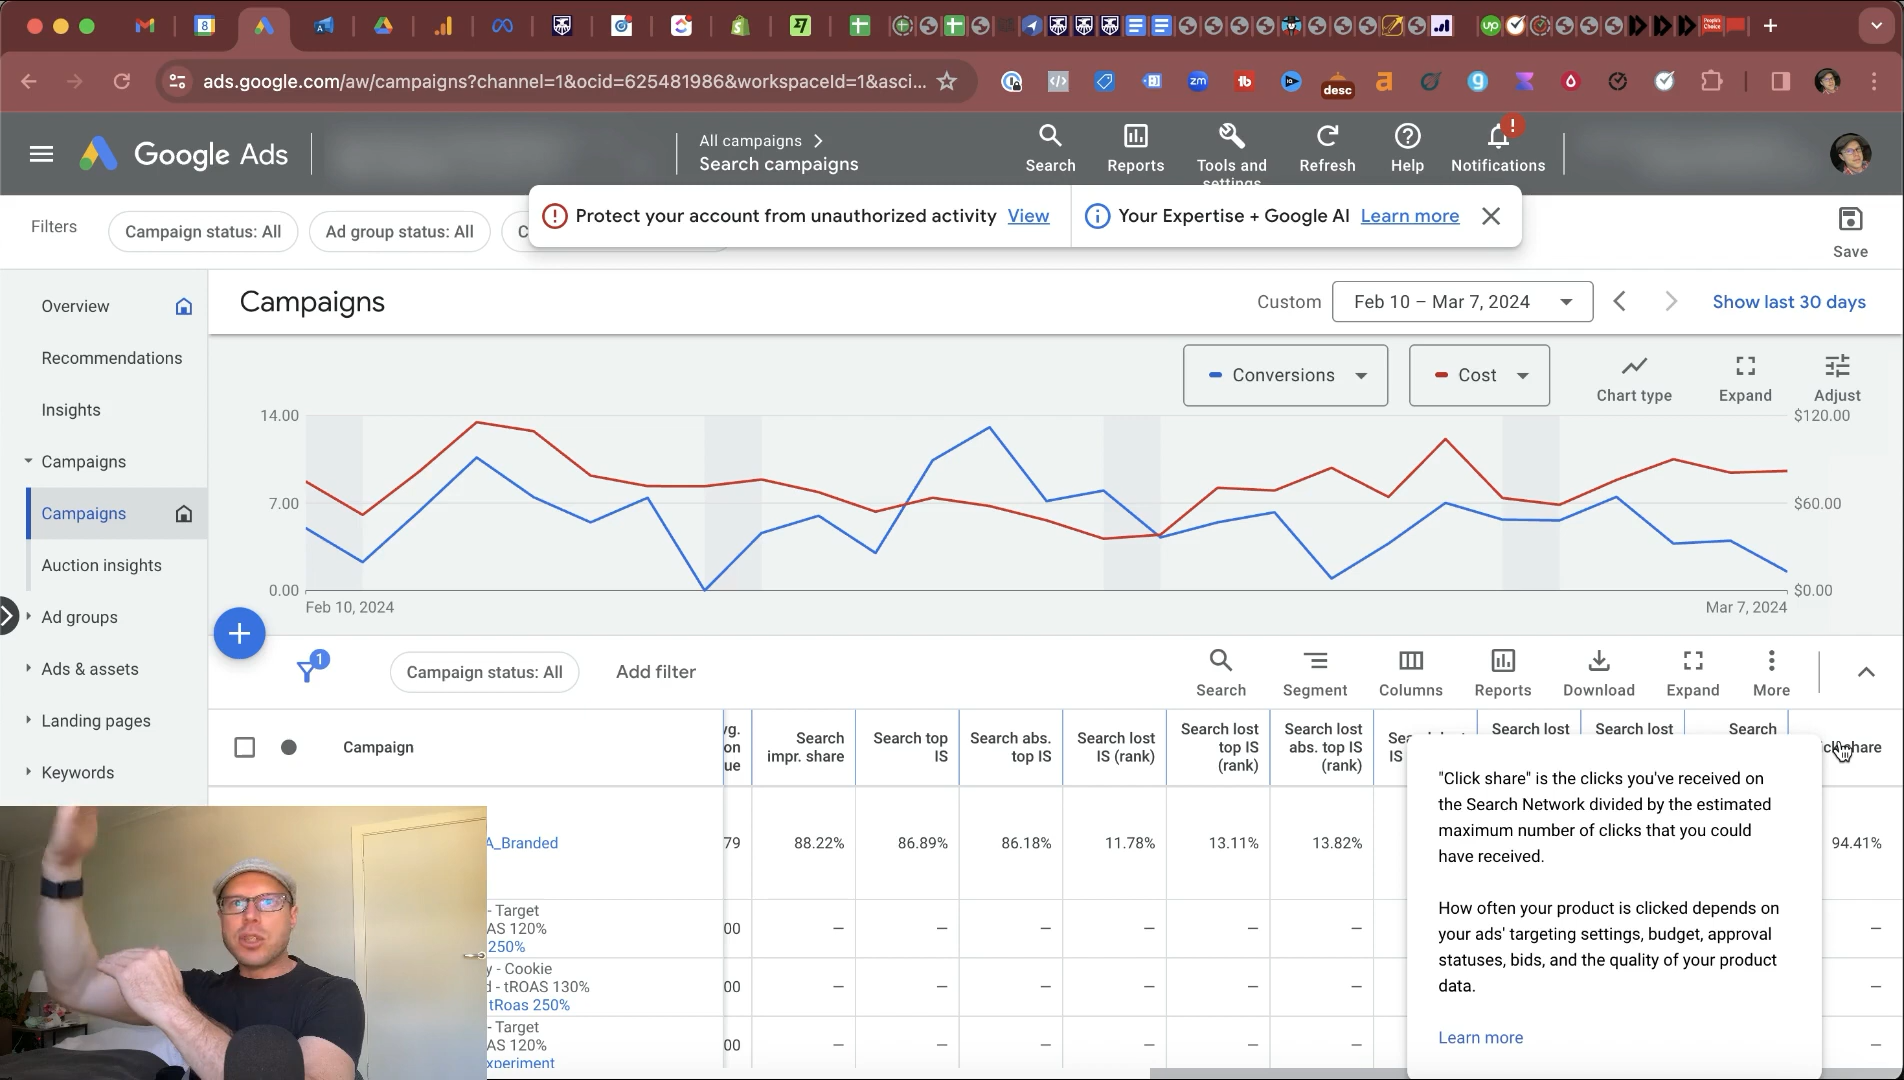 8
desc
ads.google.com/aw/campaigns?channel=1&ocid=625481986&workspaceId=1&asci...
Google Ads
All campaigns
Search campaigns
Search
Reports
Tools and
settings
Refresh
Help
Notifications
Filters
Campaign status: All
Ad group status: All
Protect your account from unauthorized activity View
Your Expertise + Google AI Learn more
Save
Overview
Recommendations
Insights
Campaigns
Campaigns
Auction insights
Ad groups
Ads & assets
Landing pages
Keywords
Campaigns
Custom
Feb 10 – Mar 7, 2024
Show last 30 days
Conversions
Cost
Chart type
Expand
Adjust
14.00
7.00
0.00
$120.00
$60.00
$0.00
Feb 10, 2024
Mar 7, 2024
1
Campaign status: All
Add filter
Search
Segment
Columns
Reports
Download
Expand
More
Campaign
vg.
on
ue
Search
impr. share
Search top
IS
Search abs.
top IS
Search lost
IS (rank)
Search lost
top IS
(rank)
Search lost
abs. top IS
(rank)
IS
Search lost
Search lost
Search
share
A_Branded
79
88.22%
86.89%
86.18%
11.78%
13.11%
13.82%
94.41%
- Target
AS 120%
250%
00
– – – – – – –
y - Cookie
d - tROAS 130%
tRoas 250%
00
– – – – – – –
- Target
AS 120%
xperiment
00
– – – – – – –
"Click share" is the clicks you've received on
the Search Network divided by the estimated
maximum number of clicks that you could
have received.
How often your product is clicked depends on
your ads' targeting settings, budget, approval
statuses, bids, and the quality of your product
data.
Learn more